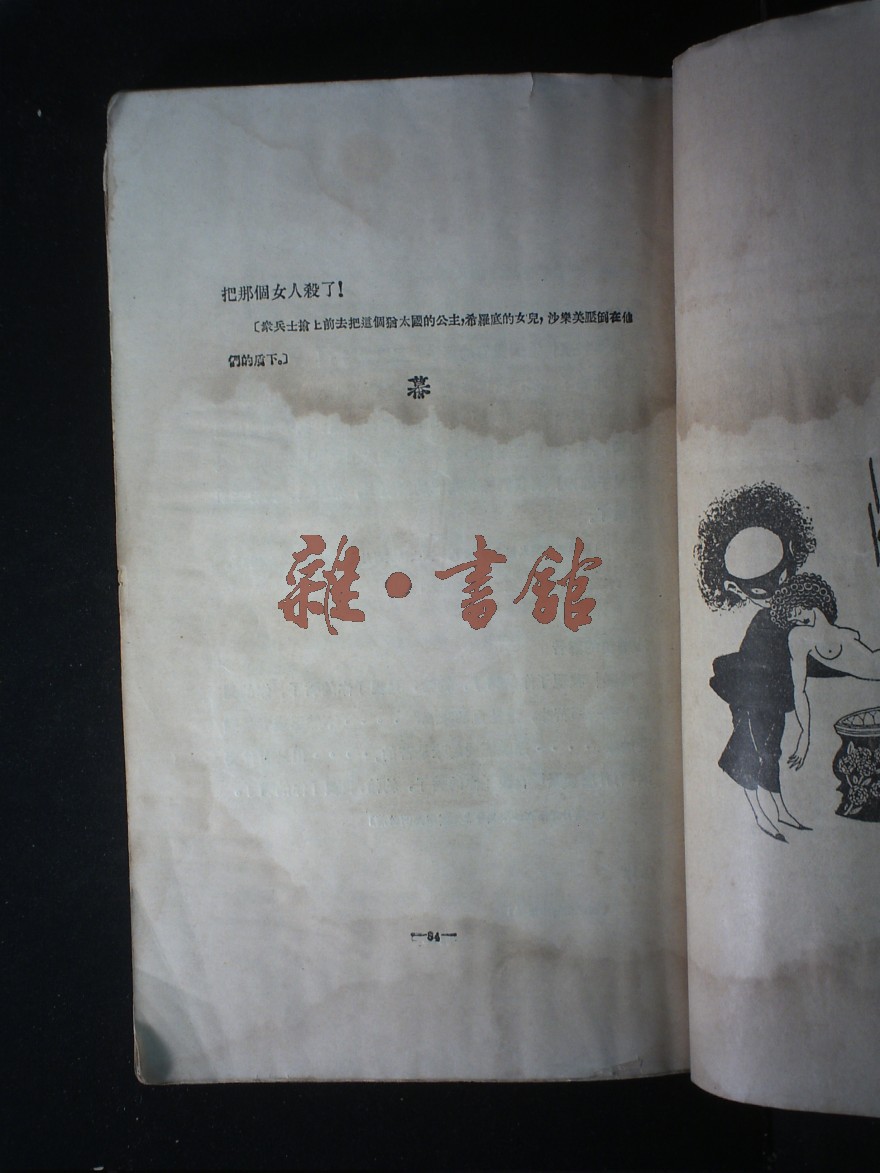 把那個女人殺了!
〔衆兵士搶上前去把這個猶太國的公主,希羅底的女兒,沙樂美壓倒在他
們的盾下。〕
幕
雜·書館
—84—